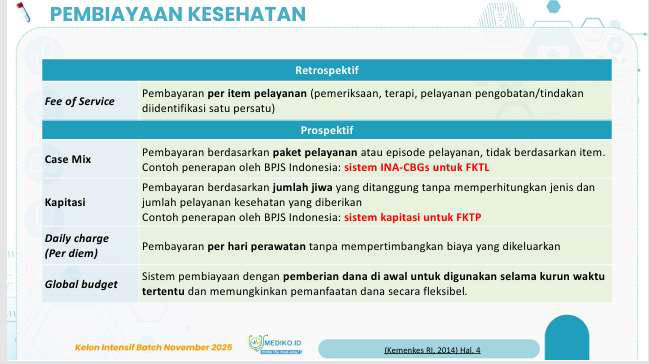 PEMBIAYAAN KESEHATAN
Retrospektif
Fee of Service
Pembayaran per item pelayanan (pemeriksaan, terapi, pelayanan pengobatan/tindakan
diidentifikasi satu persatu)
Prospektif
Case Mix
Pembayaran berdasarkan paket pelayanan atau episode pelayanan, tidak berdasarkan item.
Contoh penerapan oleh BPJS Indonesia: sistem INA-CBGs untuk FKTL
Kapitasi
Pembayaran berdasarkan jumlah jiwa yang ditanggung tanpa memperhitungkan jenis dan
jumlah pelayanan kesehatan yang diberikan
Contoh penerapan oleh BPJS Indonesia: sistem kapitasi untuk FKTP
Daily charge
(Per diem)
Pembayaran per hari perawatan tanpa mempertimbangkan biaya yang dikeluarkan
Global budget
Sistem pembiayaan dengan pemberian dana di awal untuk digunakan selama kurun waktu
tertentu dan memungkinkan pemanfaatan dana secara fleksibel.
Kelon Intensif Batch November 2025
MEDIKO.ID
(Kemenkes RI, 2014) Hal. 4